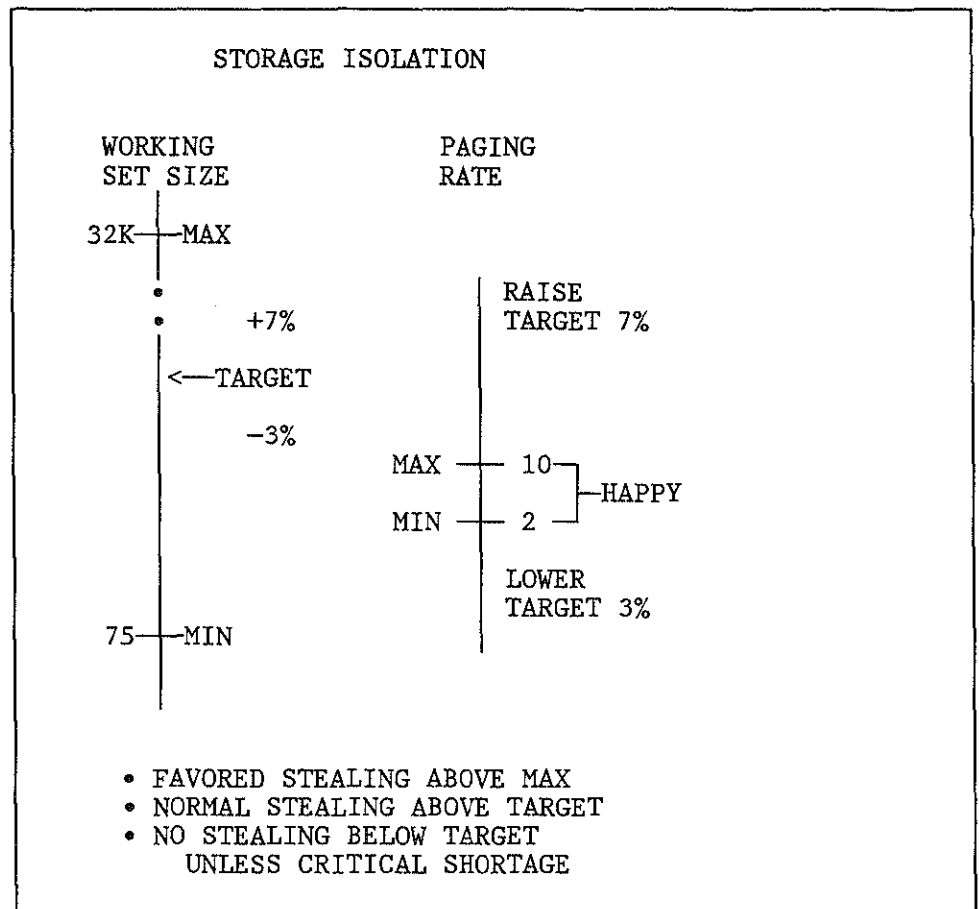 STORAGE ISOLATION
WORKING
SET SIZE
PAGING
RATE
32K MAX
+7%
<—TARGET
−3%
75 MIN
RAISE
TARGET 7%
MAX 10
HAPPY
MIN 2
LOWER
TARGET 3%
• FAVORED STEALING ABOVE MAX
• NORMAL STEALING ABOVE TARGET
• NO STEALING BELOW TARGET
UNLESS CRITICAL SHORTAGE